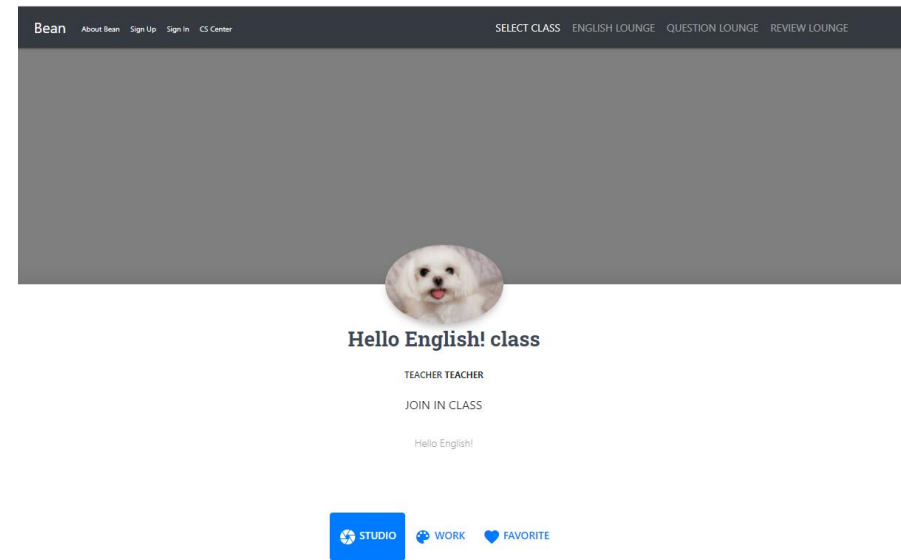 Bean About Bean Sign Up Sign In CS Center SELECT CLASS ENGLISH LOUNGE QUESTION LOUNGE REVIEW LOUNGE
Hello English! class
TEACHER TEACHER
JOIN IN CLASS
Hello English!
STUDIO WORK FAVORITE